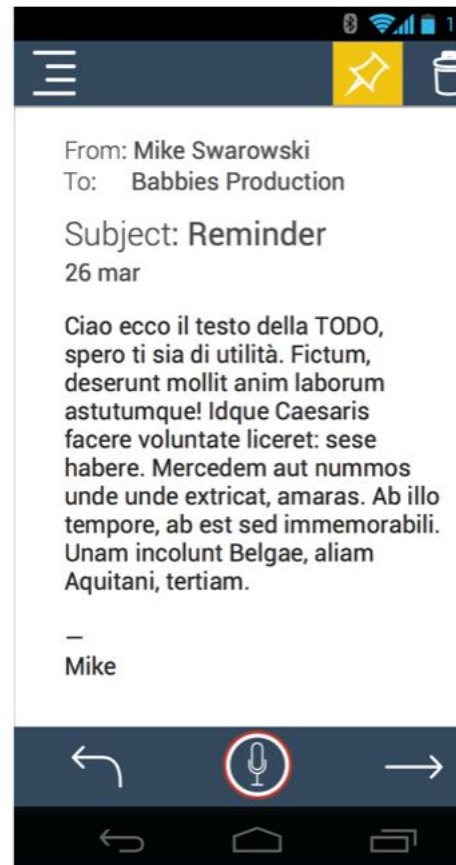 From: Mike Swarowski
To: Babbies Production
Subject: Reminder
26 mar
Ciao ecco il testo della TODO,
spero ti sia di utilità. Fictum,
deserunt mollit anim laborum
astutumque! Idque Caesaris
facere voluntate liceret: sese
habere. Mercedem aut nummos
unde unde extricat, amaras. Ab illo
tempore, ab est sed immemorabili.
Unam incolunt Belgae, aliam
Aquitani, tertiam.
—
Mike